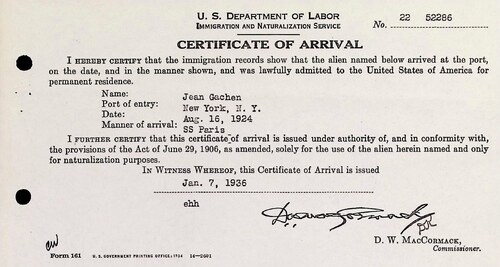 U. S. Department of Labor
Immigration and Naturalization Service
No. 22 52286
CERTIFICATE OF ARRIVAL
I hereby certify that the immigration records show that the alien named below arrived at the port,
on the date, and in the manner shown, and was lawfully admitted to the United States of America for
permanent residence.
Name: Jean Gachen
Port of entry: New York, N. Y.
Date: Aug. 16, 1924
Manner of arrival: SS Paris
I further certify that this certificate of arrival is issued under authority of, and in conformity with,
the provisions of the Act of June 29, 1906, as amended, solely for the use of the alien herein named and only
for naturalization purposes.
In Witness Whereof, this Certificate of Arrival is issued
Jan. 7, 1936
ehh
D. W. MacCormack,
Commissioner.
Form 161 U. S. GOVERNMENT PRINTING OFFICE: 1934